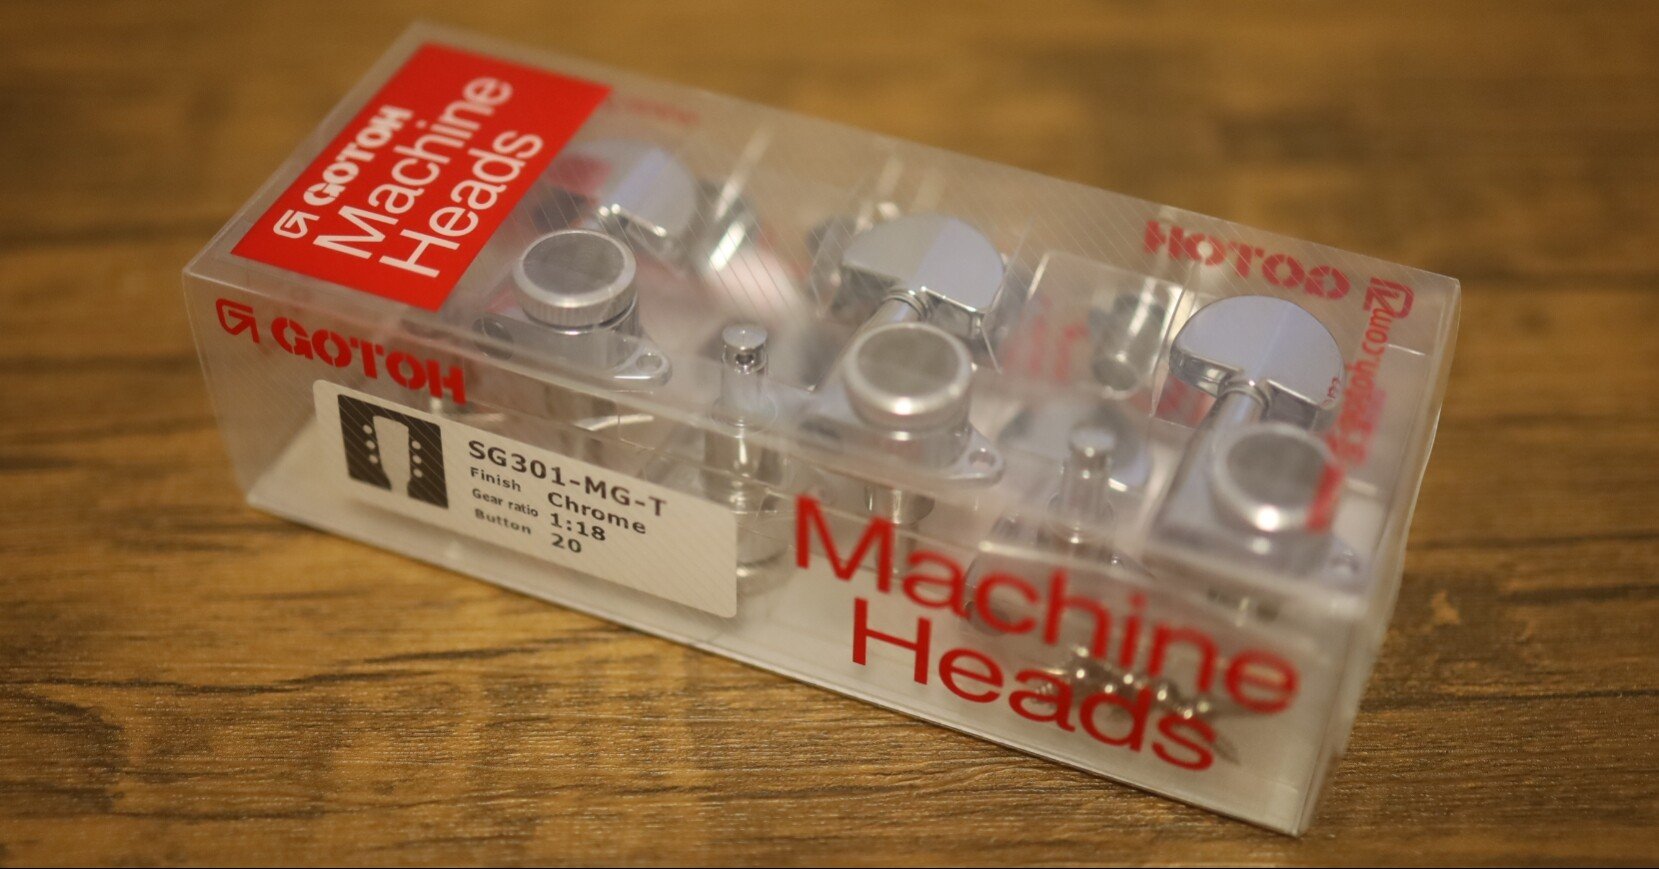 GOTOH
Machine
Heads
GOTOH
SG301-MG-T
Finish Chrome
Gear ratio 1:18
Button 20
Machine
Heads
GOTOH